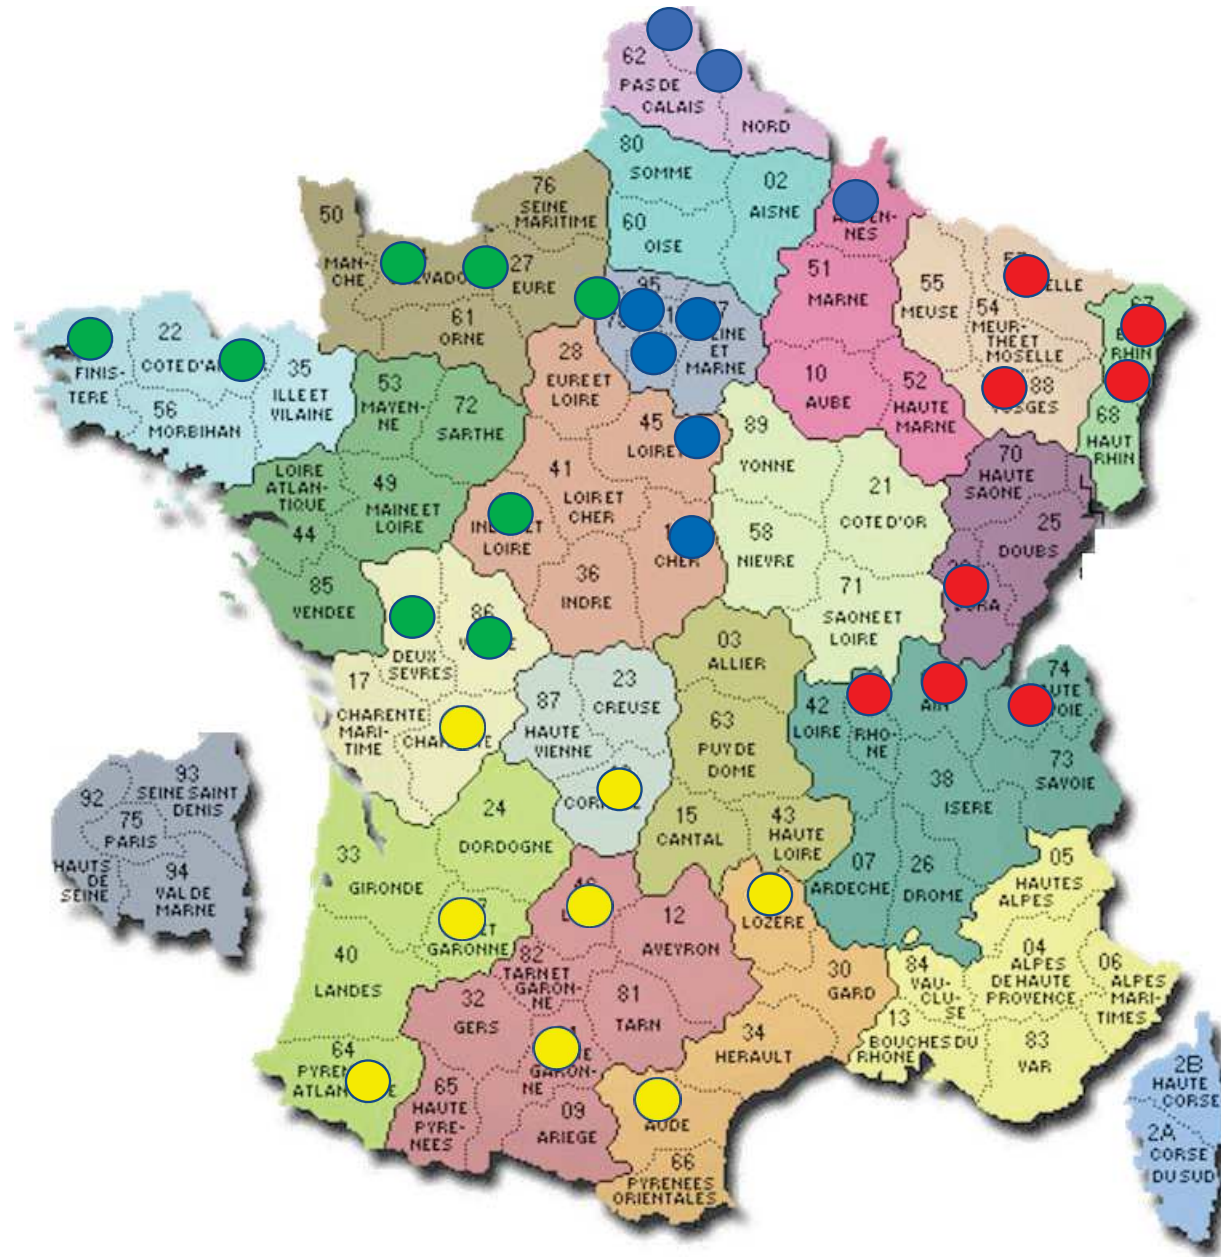 62
PAS DE
CALAIS
NORD
80
SOMME
02
AISNE
60
OISE
76
SEINE
MARITIME
50
MAN-
CHE
27
EURE
61
ORNE
95
NES
51
MARNE
10
AUBE
52
HAUTE
MARNE
55
MEUSE
54
MEUR-
THE ET
MOSELLE
88
RHIN
68
HAUT
RHIN
22
FINIS-
TERE
35
ILLE ET
VILAINE
56
MORBIHAN
53
MAYEN-
NE
72
SARTHE
LOIRE
ATLAN-
TIQUE
44
49
MAINE ET
LOIRE
85
VENDEE
28
EURE ET
LOIRE
ET
MARNE
45
41
LOIR ET
CHER
LOIRE
36
INDRE
CHER
89
YONNE
21
COTE D'OR
58
NIEVRE
71
SAONE ET
LOIRE
70
HAUTE
SAONE
25
DOUBS
86
DEUX
SEVRES
17
CHARENTE
MARI-
TIME
87
HAUTE
VIENNE
23
CREUSE
03
ALLIER
63
PUY DE
DOME
15
CANTAL
43
HAUTE
LOIRE
42
LOIRE
RHO-
NE
AIN
74
73
SAVOIE
38
ISERE
07
ARDECHE
26
DROME
93
SEINE SAINT
DENIS
92
75
PARIS
HAUTS
DE
SEINE
94
VAL DE
MARNE
24
DORDOGNE
33
GIRONDE
GARONNE
40
LANDES
64
12
AVEYRON
82
TARN ET
GARON-
NE
32
GERS
81
TARN
GARON-
NE
65
HAUTE
PYRE-
NEES
09
ARIEGE
LOZERE
30
GARD
34
HERAULT
AUDE
66
PYRENEES
ORIENTALES
05
HAUTES
ALPES
04
ALPES
DE HAUTE
PROVENCE
06
ALPES
MARI-
TIMES
84
VAU-
CLU-
SE
13
BOUCHES DU
RHONE
83
VAR
2B
HAUTE
CORSE
2A
CORSE
DU SUD